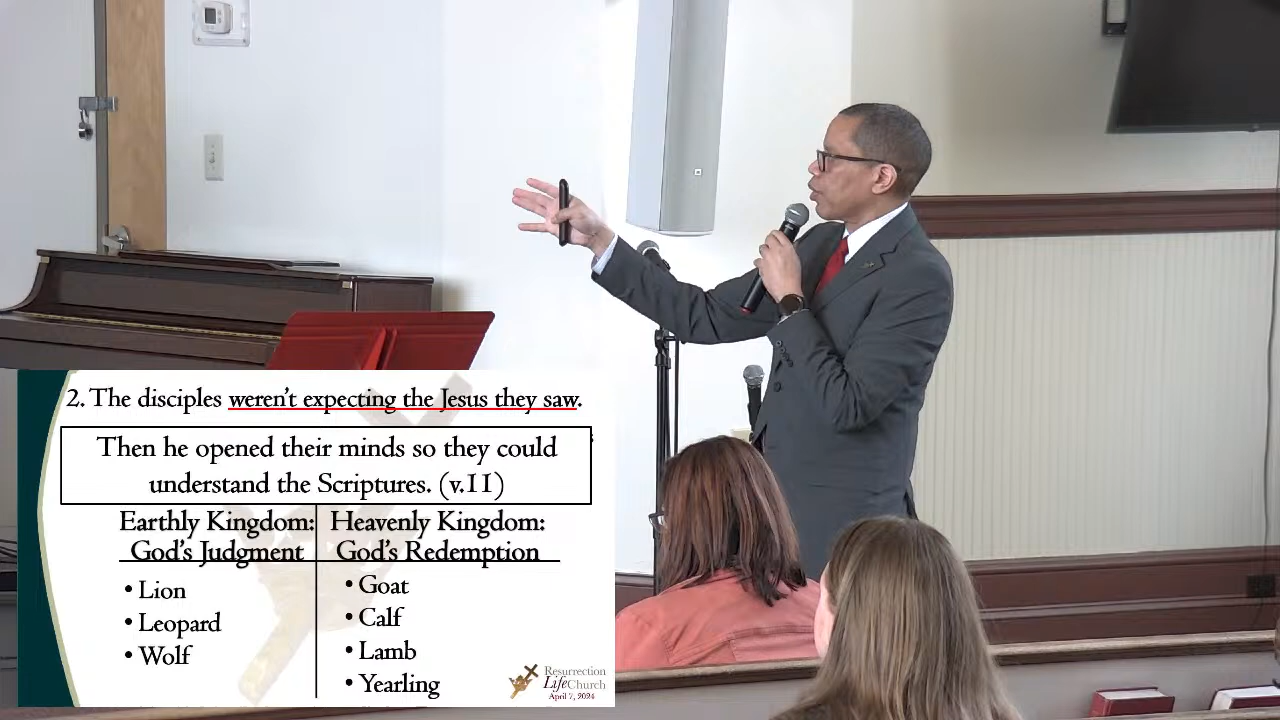 2. The disciples weren't expecting the Jesus they saw.
Then he opened their minds so they could
understand the Scriptures. (v.11)
Earthly Kingdom:
God's Judgment
• Lion
• Leopard
• Wolf
Heavenly Kingdom:
God's Redemption
• Goat
• Calf
• Lamb
• Yearling
Resurrection
LifeChurch
April 7, 2024